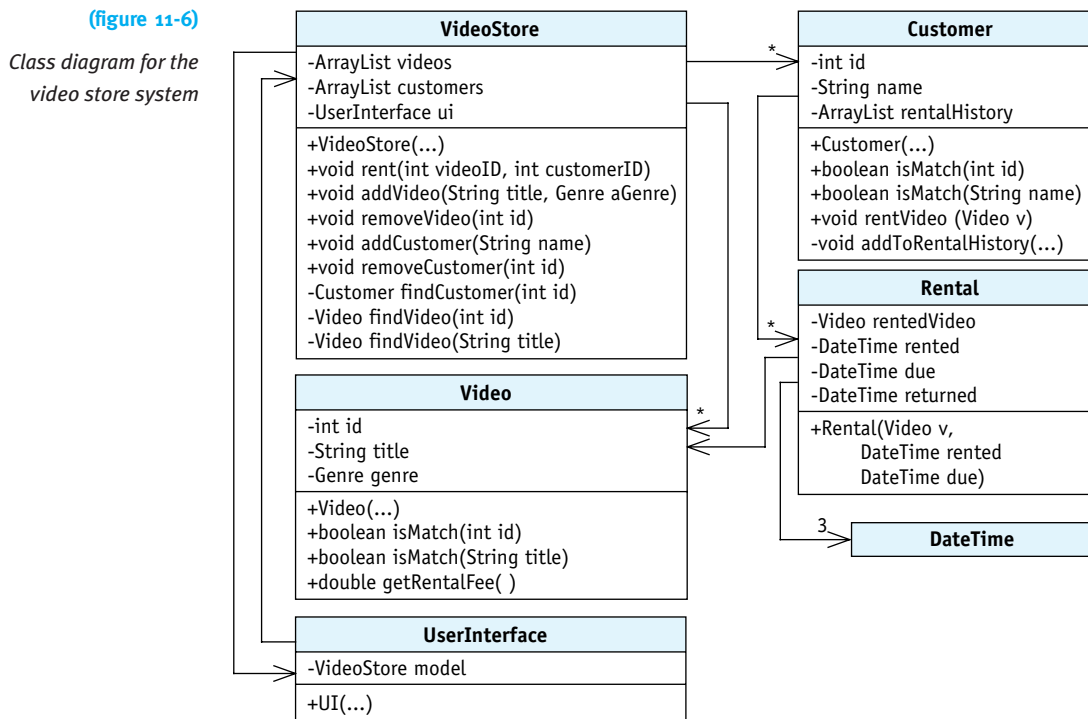 (figure 11-6)
Class diagram for the
video store system
VideoStore
-ArrayList videos
-ArrayList customers
-UserInterface ui
+VideoStore(...)
+void rent(int videoID, int customerID)
+void addVideo(String title, Genre aGenre)
+void removeVideo(int id)
+void addCustomer(String name)
+void removeCustomer(int id)
-Customer findCustomer(int id)
-Video findVideo(int id)
-Video findVideo(String title)
*
Customer
-int id
-String name
-ArrayList rentalHistory
+Customer(...)
+boolean isMatch(int id)
+boolean isMatch(String name)
+void rentVideo (Video v)
-void addToRentalHistory(...)
*
Rental
-Video rentedVideo
-DateTime rented
-DateTime due
-DateTime returned
+Rental(Video v,
DateTime rented
DateTime due)
Video
-int id
-String title
-Genre genre
+Video(...)
+boolean isMatch(int id)
+boolean isMatch(String title)
+double getRentalFee( )
*
3
DateTime
UserInterface
-VideoStore model
+UI(...)